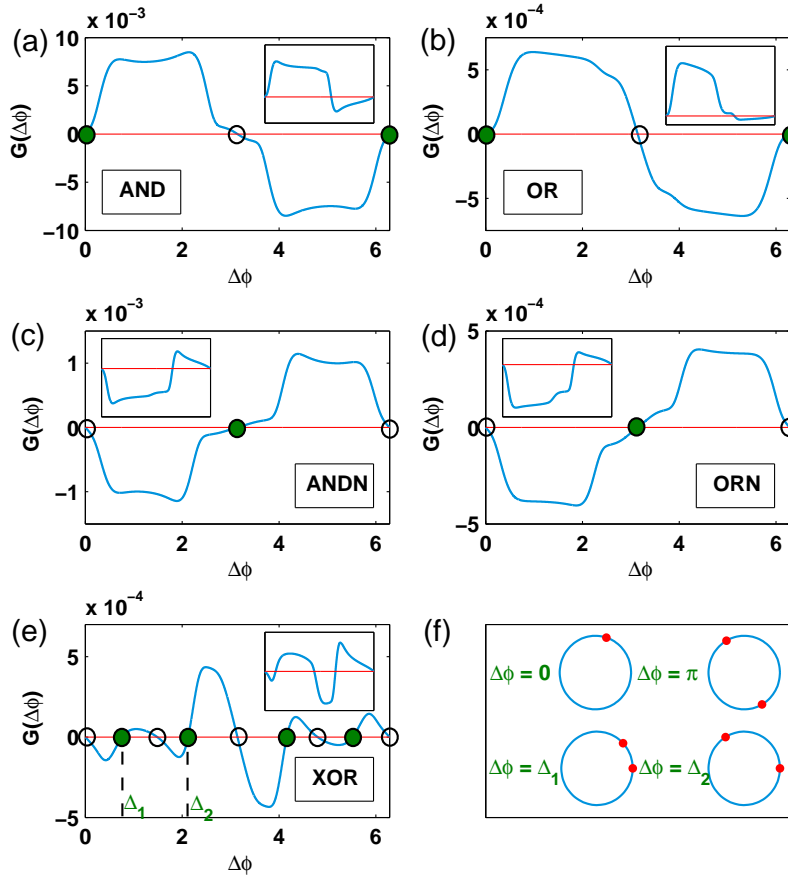 (a)
x 10⁻³
10
5
0
−5
−10
G(Δϕ)
AND
0
2
4
6
Δϕ
(b)
x 10⁻⁴
5
0
−5
G(Δϕ)
OR
0
2
4
6
Δϕ
(c)
x 10⁻³
1
0
−1
G(Δϕ)
ANDN
0
2
4
6
Δϕ
(d)
x 10⁻⁴
5
0
−5
G(Δϕ)
ORN
0
2
4
6
Δϕ
(e)
x 10⁻⁴
5
0
−5
G(Δϕ)
XOR
Δ₁
Δ₂
0
2
4
6
Δϕ
(f)
Δϕ = 0
Δϕ = π
Δϕ = Δ₁
Δϕ = Δ₂